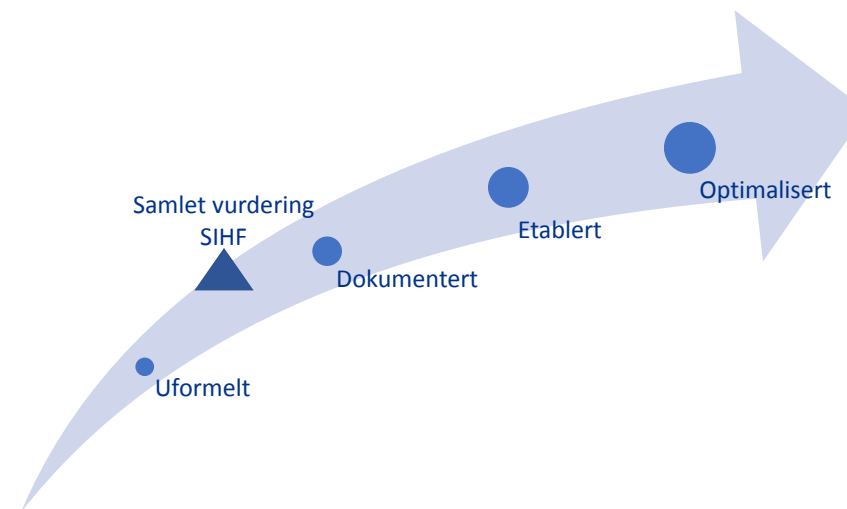 Optimalisert
Samlet vurdering
SIHF
Etablert
Dokumentert
Uformelt